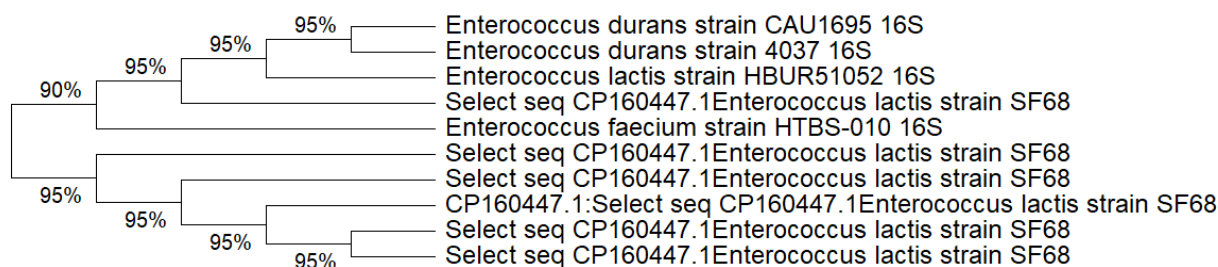 95%
Enterococcus durans strain CAU1695 16S
95%
Enterococcus durans strain 4037 16S
95%
Enterococcus lactis strain HBUR51052 16S
90%
Select seq CP160447.1Enterococcus lactis strain SF68
Enterococcus faecium strain HTBS-010 16S
Select seq CP160447.1Enterococcus lactis strain SF68
95%
Select seq CP160447.1Enterococcus lactis strain SF68
CP160447.1:Select seq CP160447.1Enterococcus lactis strain SF68
95%
Select seq CP160447.1Enterococcus lactis strain SF68
95%
Select seq CP160447.1Enterococcus lactis strain SF68
95%